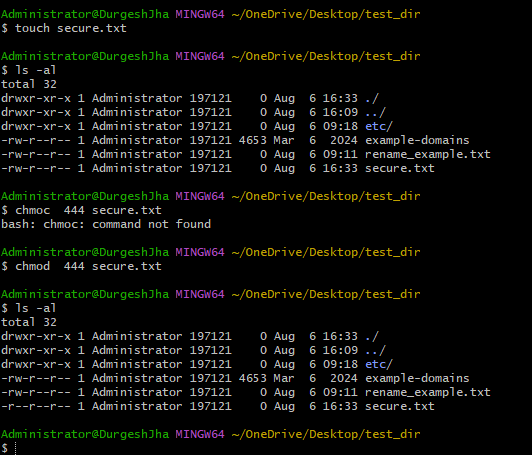 Administrator@DurgeshJha MINGW64 ~/OneDrive/Desktop/test_dir
$ touch secure.txt
Administrator@DurgeshJha MINGW64 ~/OneDrive/Desktop/test_dir
$ ls -al
total 32
drwxr-xr-x 1 Administrator 197121    0 Aug  6 16:33 ./
drwxr-xr-x 1 Administrator 197121    0 Aug  6 16:09 ../
drwxr-xr-x 1 Administrator 197121    0 Aug  6 09:18 etc/
-rw-r--r-- 1 Administrator 197121 4653 Mar  6  2024 example-domains
-rw-r--r-- 1 Administrator 197121    0 Aug  6 09:11 rename_example.txt
-rw-r--r-- 1 Administrator 197121    0 Aug  6 16:33 secure.txt
Administrator@DurgeshJha MINGW64 ~/OneDrive/Desktop/test_dir
$ chmoc  444 secure.txt
bash: chmoc: command not found
Administrator@DurgeshJha MINGW64 ~/OneDrive/Desktop/test_dir
$ chmod  444 secure.txt
Administrator@DurgeshJha MINGW64 ~/OneDrive/Desktop/test_dir
$ ls -al
total 32
drwxr-xr-x 1 Administrator 197121    0 Aug  6 16:33 ./
drwxr-xr-x 1 Administrator 197121    0 Aug  6 16:09 ../
drwxr-xr-x 1 Administrator 197121    0 Aug  6 09:18 etc/
-rw-r--r-- 1 Administrator 197121 4653 Mar  6  2024 example-domains
-rw-r--r-- 1 Administrator 197121    0 Aug  6 09:11 rename_example.txt
-r--r--r-- 1 Administrator 197121    0 Aug  6 16:33 secure.txt
Administrator@DurgeshJha MINGW64 ~/OneDrive/Desktop/test_dir
$